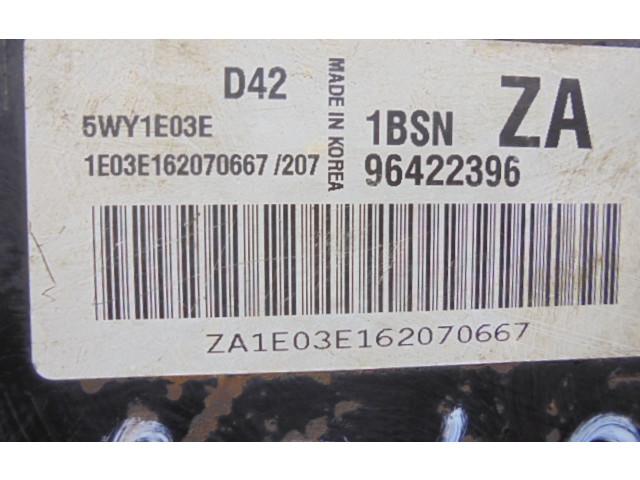 D42
5WY1E03E
1E03E162070667 /207
MADE IN KOREA
1BSN ZA
96422396
ZA1E03E162070667